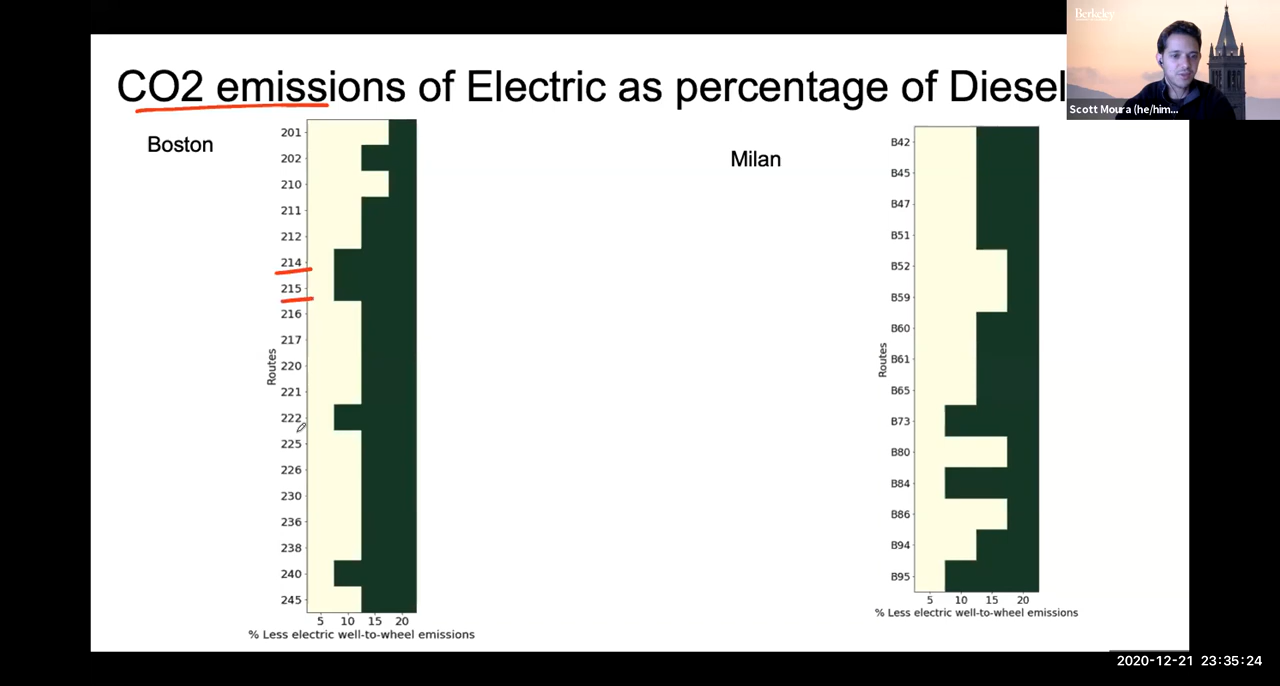 CO2 emissions of Electric as percentage of Diesel
Berkeley
Scott Moura (he/him...
Boston
201
202
210
211
212
214
215
216
217
220
221
222
225
226
230
236
238
240
245
Routes
5 10 15 20
% Less electric well-to-wheel emissions
Milan
B42
B45
B47
B51
B52
B59
B60
B61
B65
B73
B80
B84
B86
B94
B95
Routes
5 10 15 20
% Less electric well-to-wheel emissions
2020-12-21 23:35:24